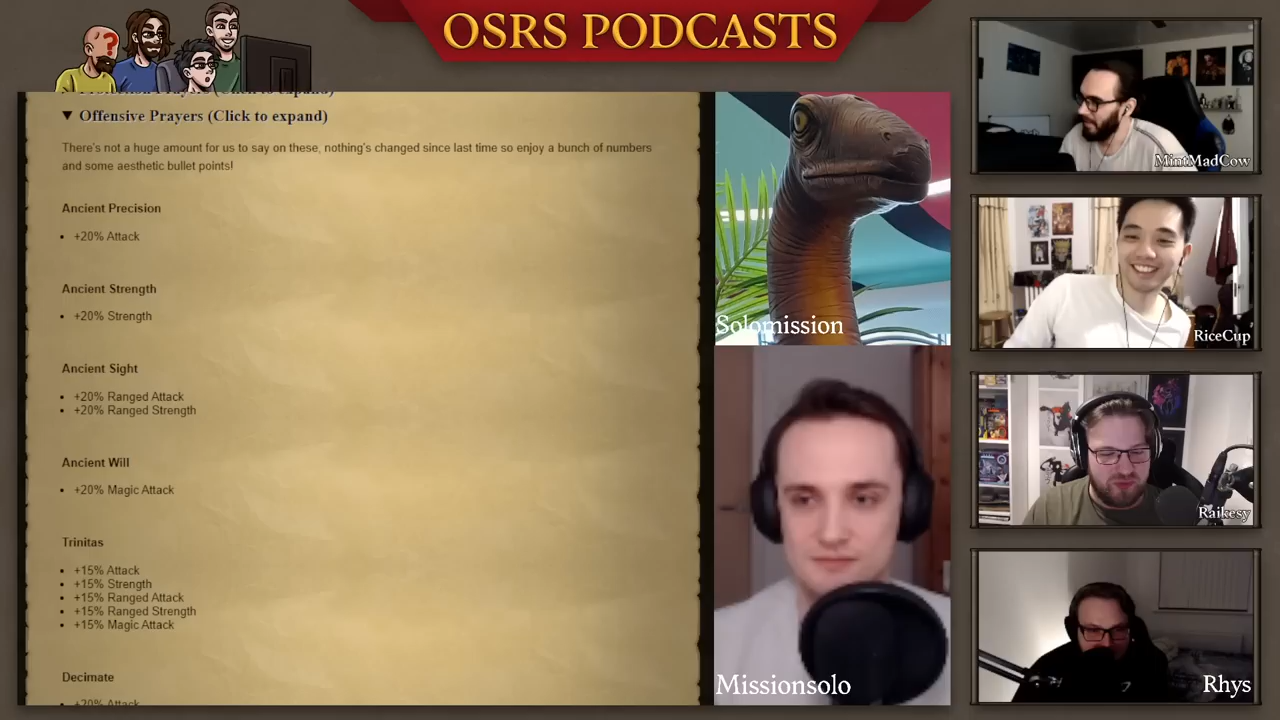 OSRS PODCASTS
▼ Offensive Prayers (Click to expand)
There's not a huge amount for us to say on these, nothing's changed since last time so enjoy a bunch of numbers
and some aesthetic bullet points!
Ancient Precision
• +20% Attack
Ancient Strength
• +20% Strength
Ancient Sight
• +20% Ranged Attack
• +20% Ranged Strength
Ancient Will
• +20% Magic Attack
Trinitas
• +15% Attack
• +15% Strength
• +15% Ranged Attack
• +15% Ranged Strength
• +15% Magic Attack
Decimate
• +20% Attack
Solomission
Missionsolo
MintMadCow
RiceCup
Raikesy
Rhys